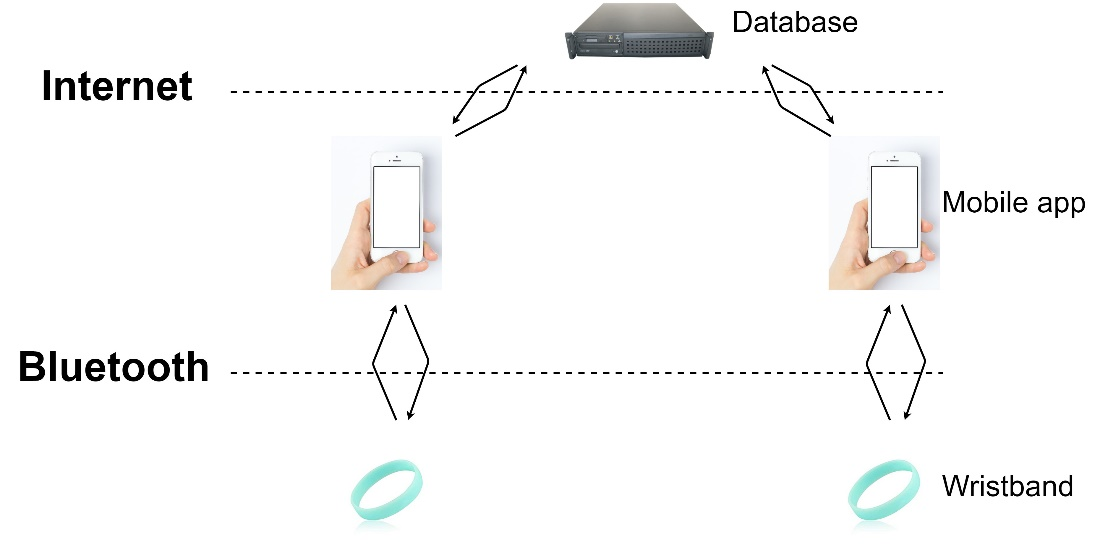 Database
Internet
Mobile app
Bluetooth
Wristband